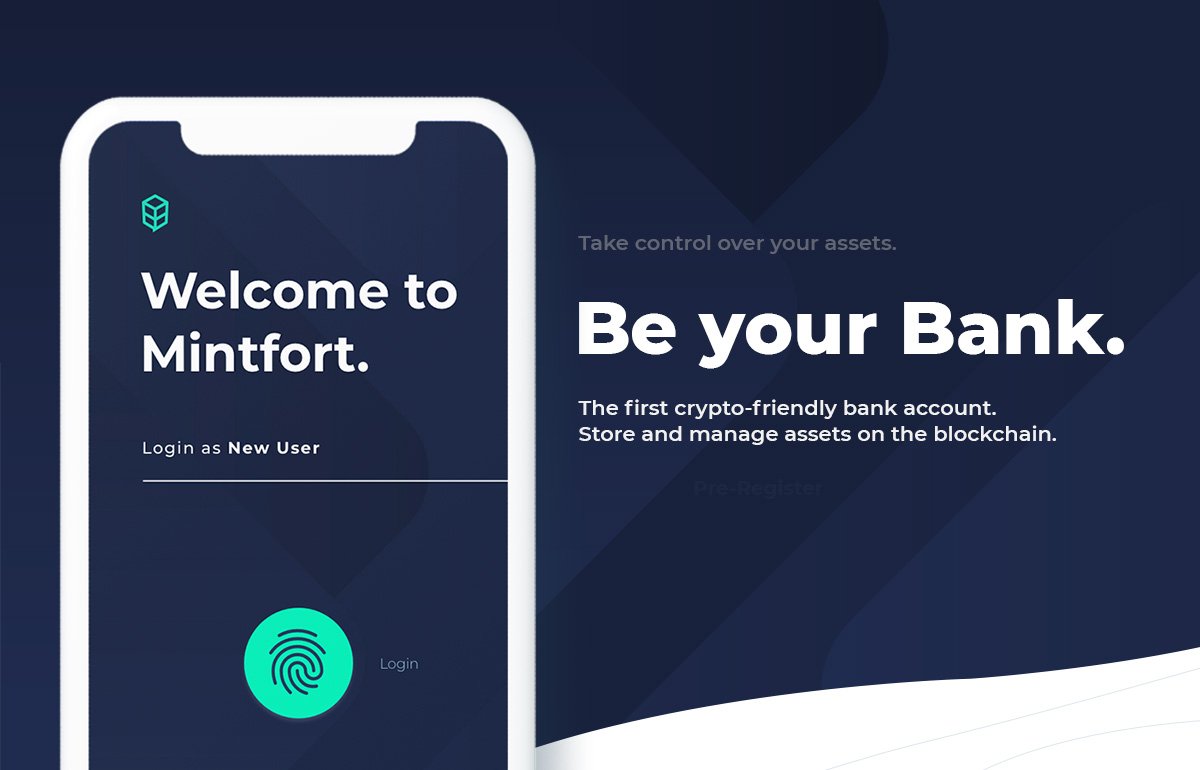 Welcome to
Mintfort.
Login as New User
Login
Take control over your assets.
Be your Bank.
The first crypto-friendly bank account.
Store and manage assets on the blockchain.
Pre-Register